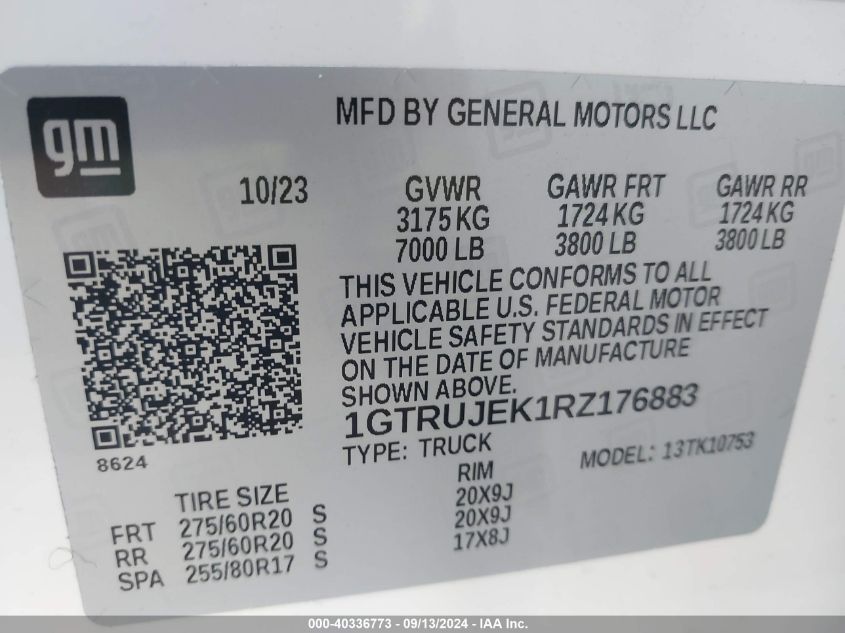 gm
MFD BY GENERAL MOTORS LLC
10/23 GVWR GAWR FRT GAWR RR
3175 KG 1724 KG 1724 KG
7000 LB 3800 LB 3800 LB
THIS VEHICLE CONFORMS TO ALL
APPLICABLE U.S. FEDERAL MOTOR
VEHICLE SAFETY STANDARDS IN EFFECT
ON THE DATE OF MANUFACTURE
SHOWN ABOVE.
1GTRUJEK1RZ176883
8624
TYPE: TRUCK MODEL: 13TK10753
TIRE SIZE RIM
FRT 275/60R20 S 20X9J
RR 275/60R20 S 20X9J
SPA 255/80R17 S 17X8J
000-40336773 - 09/13/2024 - IAA Inc.